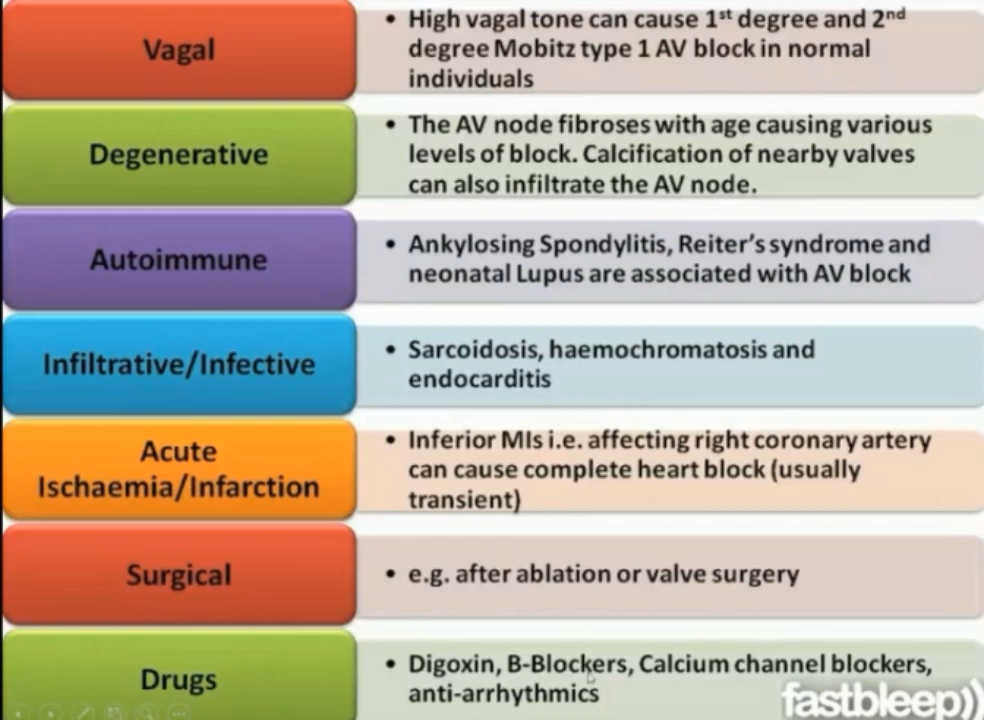 Vagal
• High vagal tone can cause 1st degree and 2nd
degree Mobitz type 1 AV block in normal
individuals
Degenerative
• The AV node fibroses with age causing various
levels of block. Calcification of nearby valves
can also infiltrate the AV node.
Autoimmune
• Ankylosing Spondylitis, Reiter's syndrome and
neonatal Lupus are associated with AV block
Infiltrative/Infective
• Sarcoidosis, haemochromatosis and
endocarditis
Acute
Ischaemia/Infarction
• Inferior MIs i.e. affecting right coronary artery
can cause complete heart block (usually
transient)
Surgical
• e.g. after ablation or valve surgery
Drugs
• Digoxin, B-Blockers, Calcium channel blockers,
anti-arrhythmics
fastbleep))